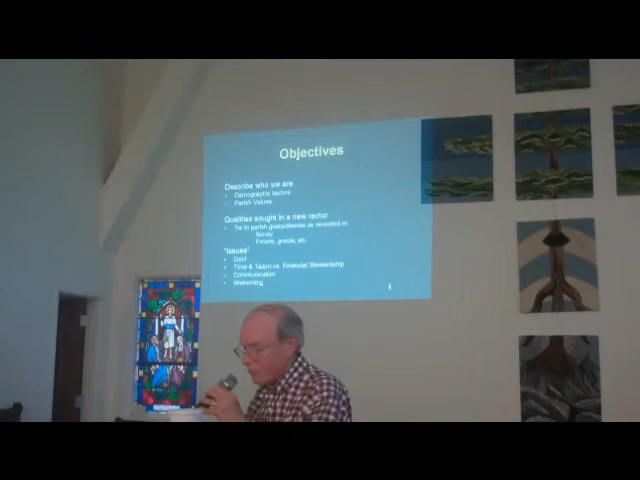 Objectives
Describe who we are
• Demographic factors
• Parish Values
Qualities sought in a new rector
• Tie to parish goals/desires as revealed in:
Survey
Forums, groups, etc.
"Issues"
• Debt
• Time & Talent vs. Financial Stewardship
• Communication
• Welcoming